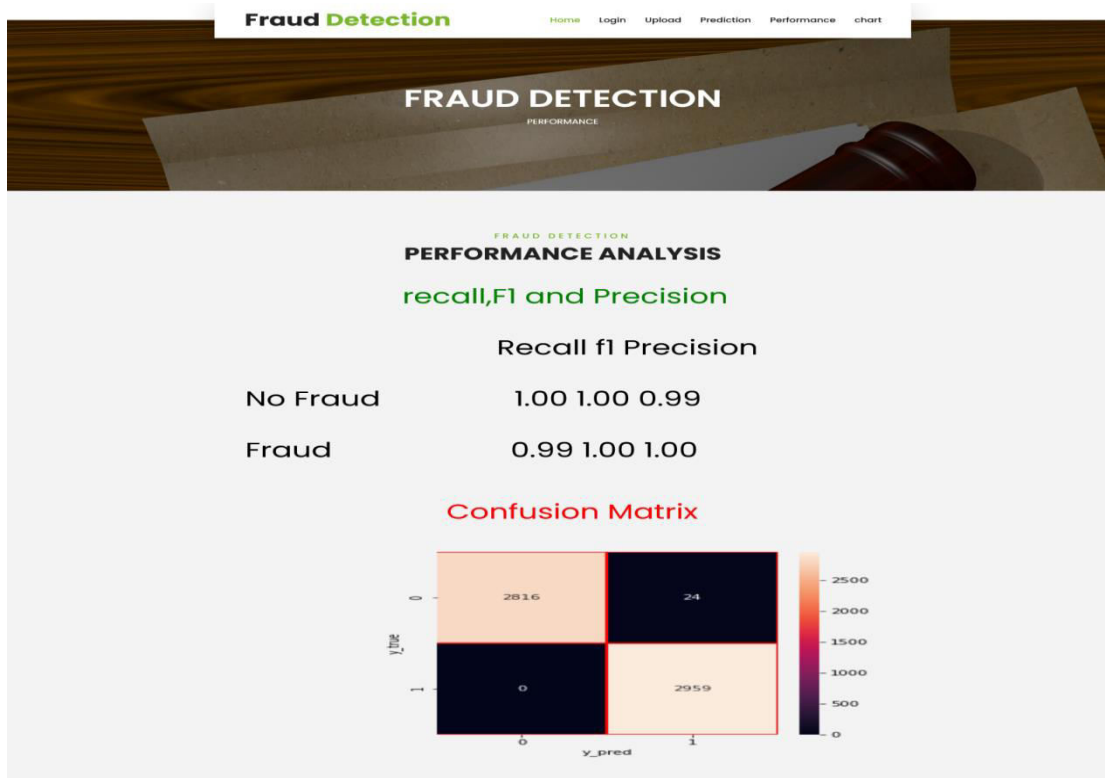 Fraud Detection
Home Login Upload Prediction Performance chart
FRAUD DETECTION
PERFORMANCE
FRAUD DETECTION
PERFORMANCE ANALYSIS
recall,F1 and Precision
Recall f1 Precision
No Fraud 1.00 1.00 0.99
Fraud 0.99 1.00 1.00
Confusion Matrix
2500
0 2816 24
2000
y_true
1500
1000
1 0 2959
500
0
0 1
y_pred